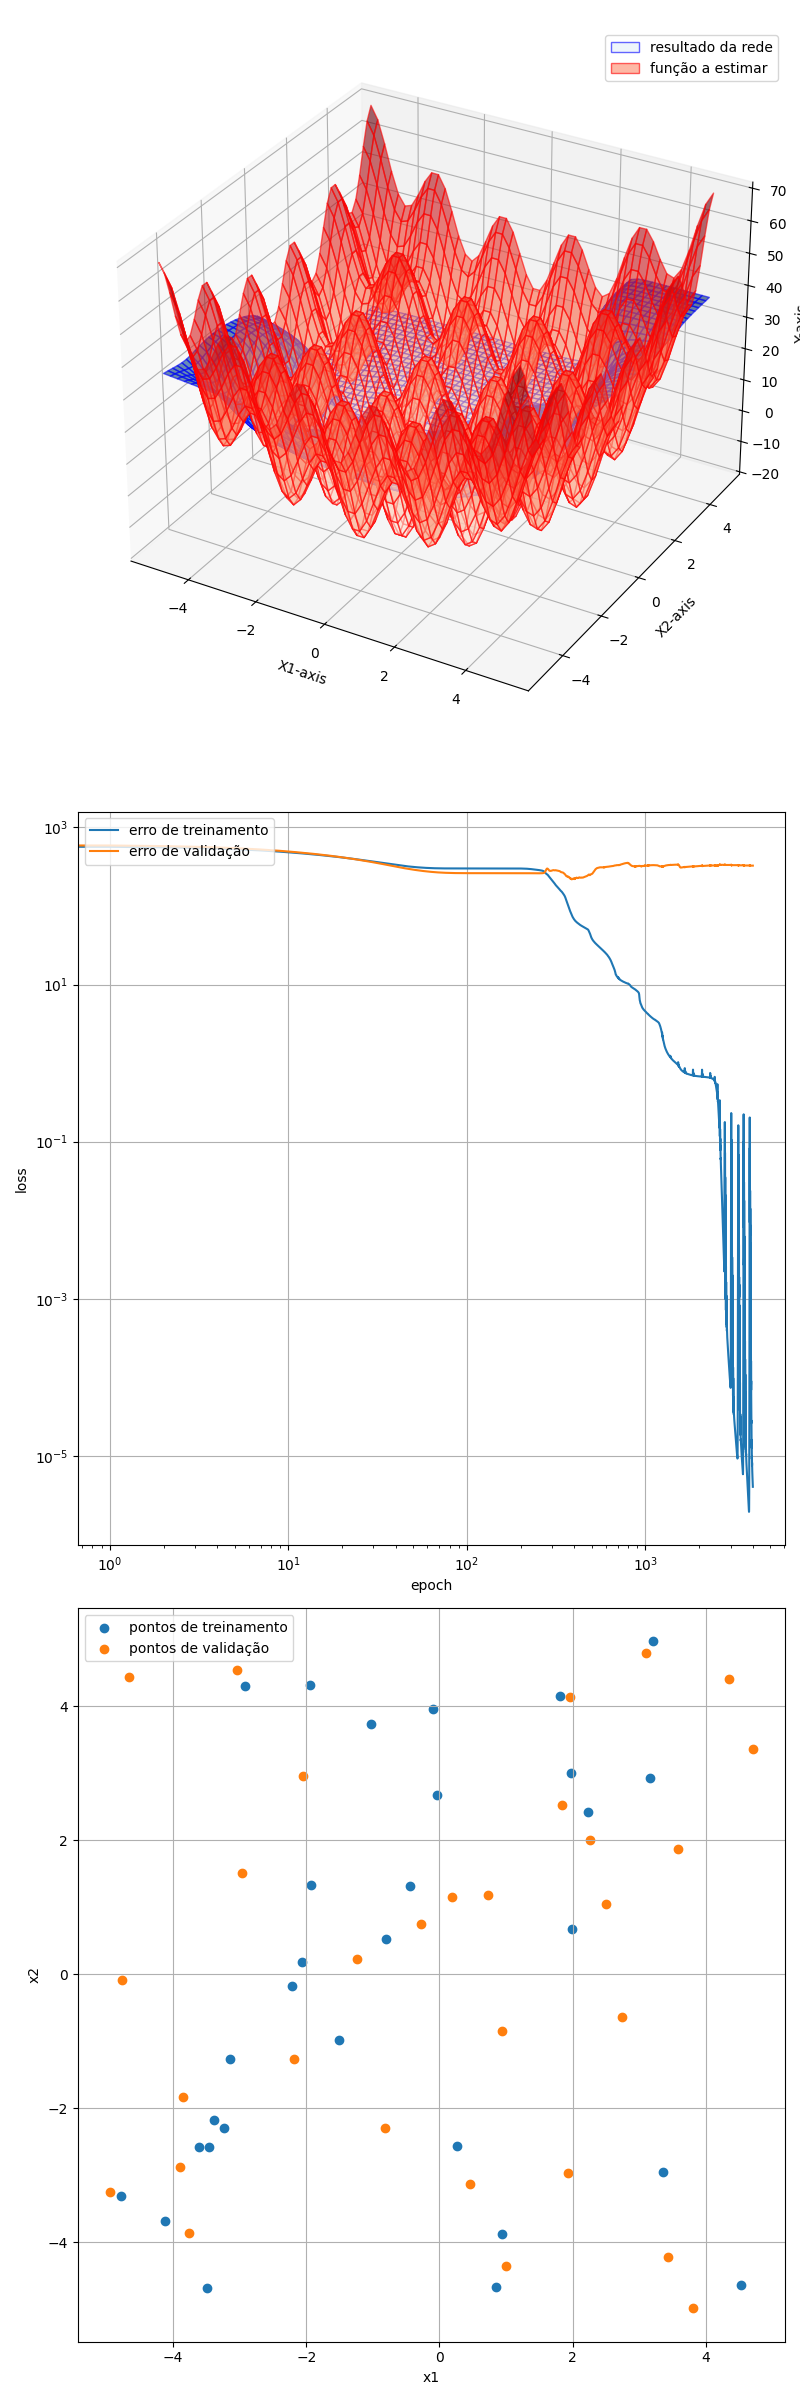 resultado da rede
função a estimar
70
60
50
40
30
20
10
0
−10
−20
4
2
0
−2
−4
X2-axis
−4
−2
0
2
4
X1-axis
erro de treinamento
erro de validação
10³
10¹
10⁻¹
10⁻³
10⁻⁵
loss
10⁰ 10¹ 10² 10³
epoch
pontos de treinamento
pontos de validação
4
2
0
−2
−4
x2
−4 −2 0 2 4
x1